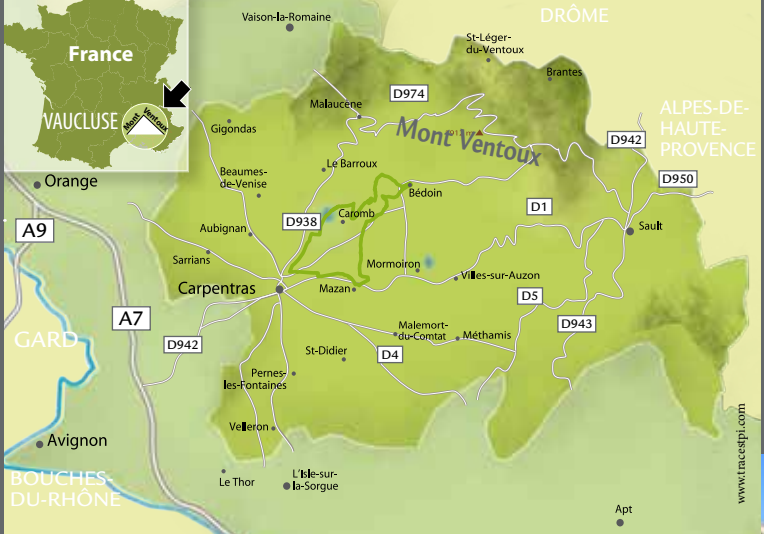 France
VAUCLUSE
Mont Ventoux
Vaison-la-Romaine
DRÔME
St-Léger-
du-Ventoux
Brantes
D974
Malaucene
ALPES-DE-
HAUTE-
PROVENCE
Gigondas
Mont Ventoux
D942
Le Barroux
Beaumes-
de-Venise
D950
Orange
Bédoin
D1
D938
Caromb
Sault
A9
Aubignan
Sarrians
Mormoiron
Villes-sur-Auzon
Carpentras
Mazan
D5
A7
D943
GARD
D942
Malemort-
du-Comtat
Méthamis
St-Didier
D4
Pernes-
les-Fontaines
Velleron
Avignon
BOUCHES-
DU-RHÔNE
Le Thor
L'Isle-sur-
la-Sorgue
Apt
www.tracestpi.com